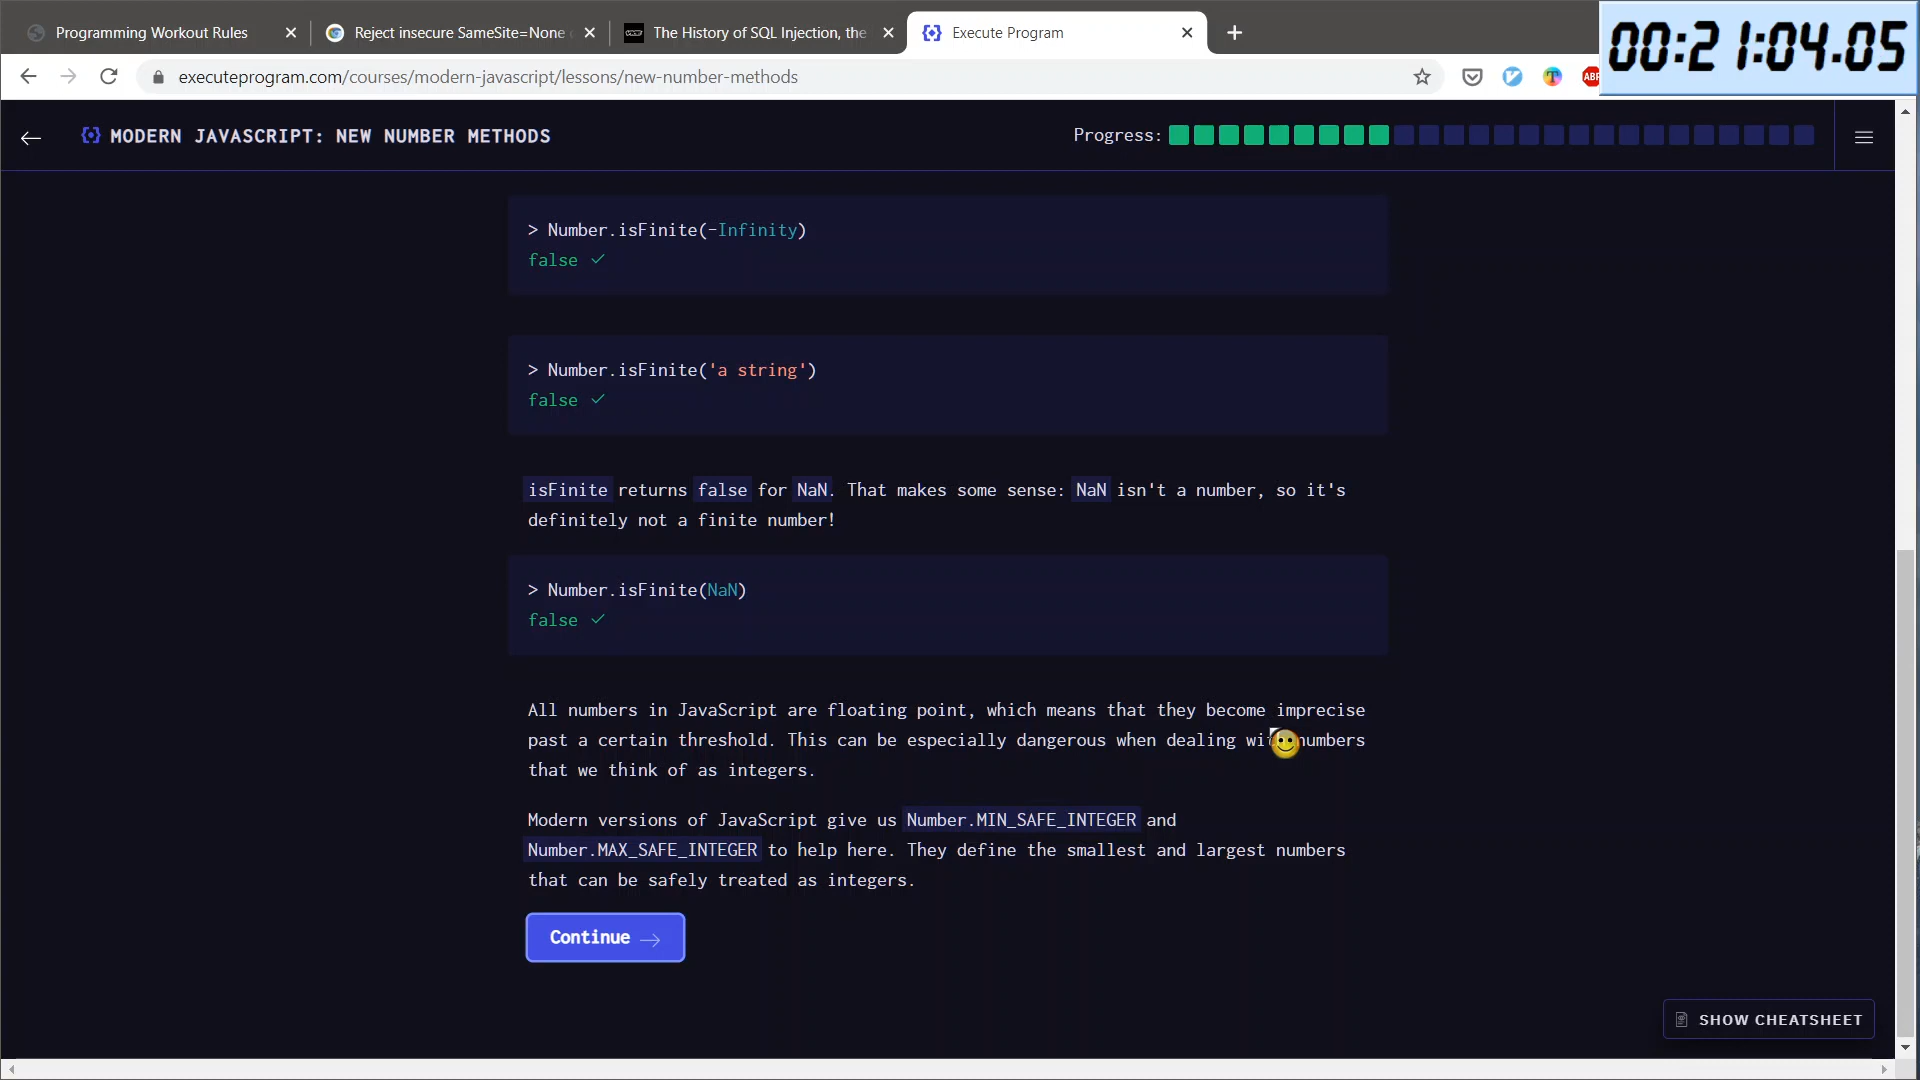 Programming Workout Rules
Reject insecure SameSite=None
The History of SQL Injection, the
Execute Program
00:21:04.05
executeprogram.com/courses/modern-javascript/lessons/new-number-methods
ABP
MODERN JAVASCRIPT: NEW NUMBER METHODS
Progress:
> Number.isFinite(-Infinity)
false ✓
> Number.isFinite('a string')
false ✓
isFinite returns false for NaN. That makes some sense: NaN isn't a number, so it's
definitely not a finite number!
> Number.isFinite(NaN)
false ✓
All numbers in JavaScript are floating point, which means that they become imprecise
past a certain threshold. This can be especially dangerous when dealing with numbers
that we think of as integers.
Modern versions of JavaScript give us Number.MIN_SAFE_INTEGER and
Number.MAX_SAFE_INTEGER to help here. They define the smallest and largest numbers
that can be safely treated as integers.
Continue →
SHOW CHEATSHEET